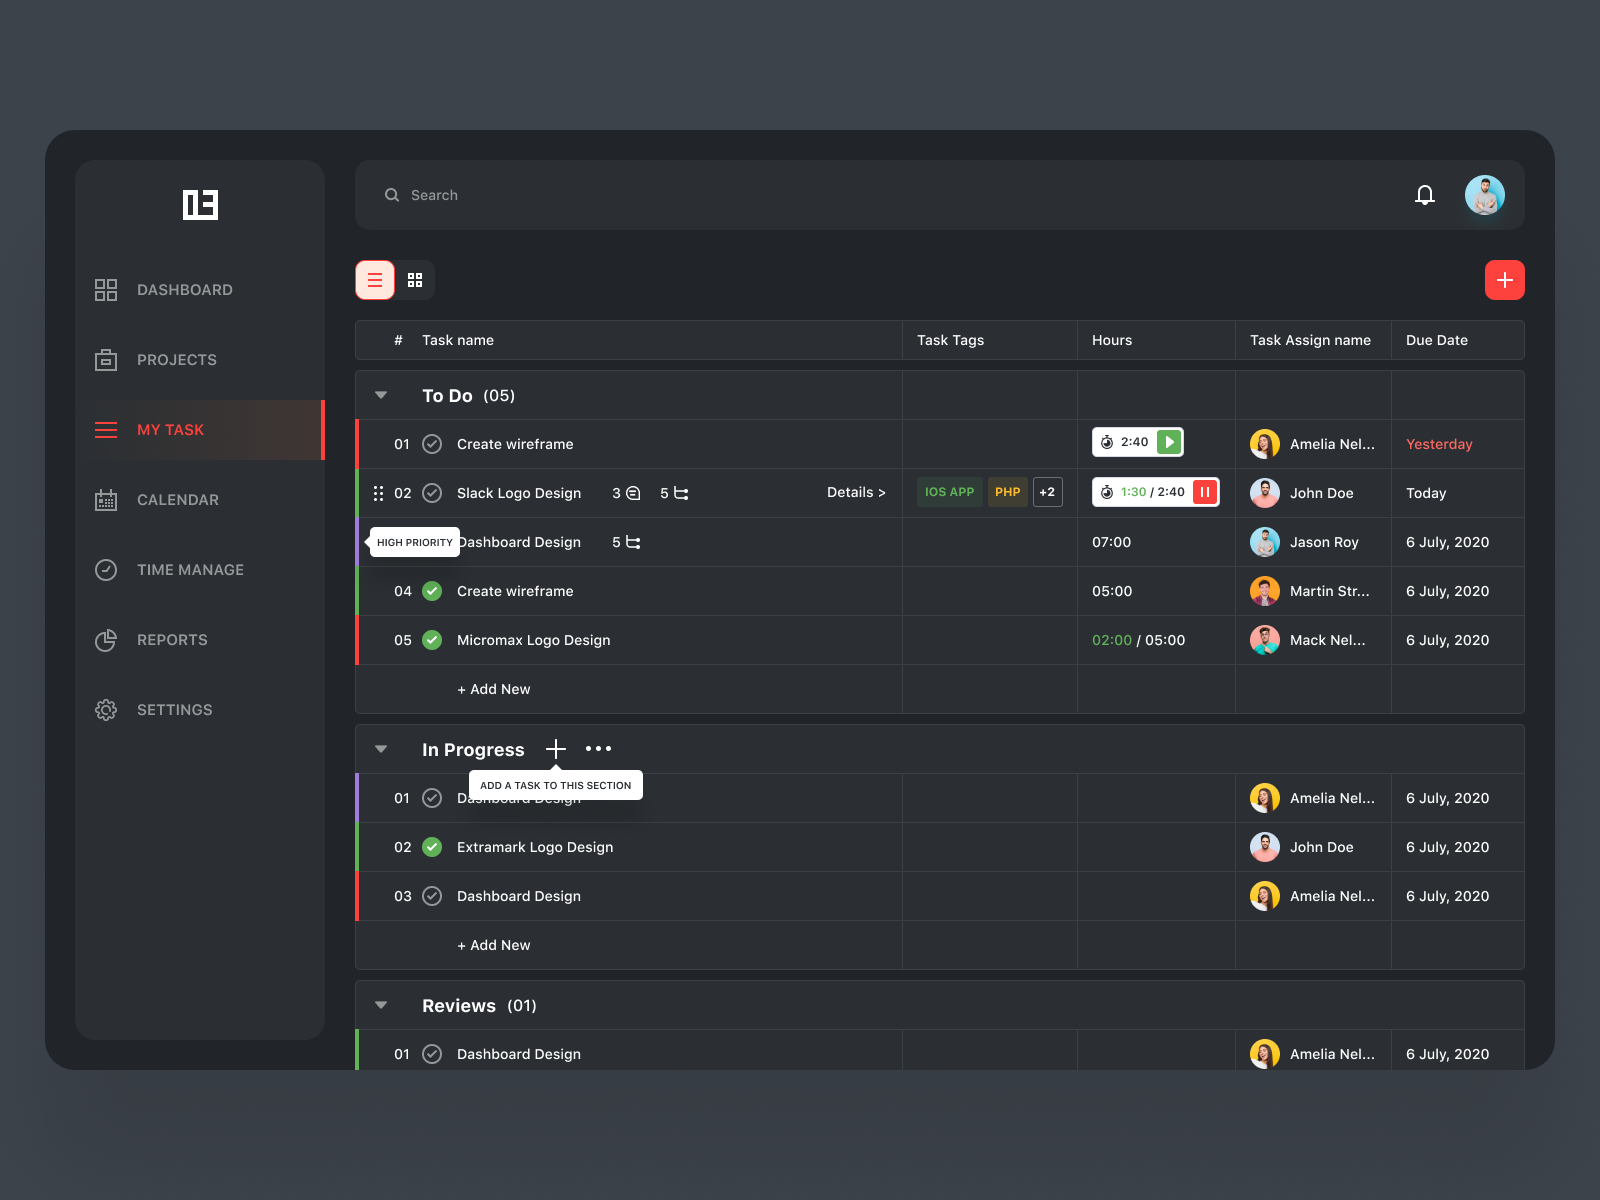 DASHBOARD
PROJECTS
MY TASK
CALENDAR
TIME MANAGE
REPORTS
SETTINGS
Search
# Task name Task Tags Hours Task Assign name Due Date
To Do (05)
01 Create wireframe 2:40 Amelia Nel... Yesterday
02 Slack Logo Design 3 5 Details > IOS APP PHP +2 1:30 / 2:40 John Doe Today
HIGH PRIORITY Dashboard Design 5 07:00 Jason Roy 6 July, 2020
04 Create wireframe 05:00 Martin Str... 6 July, 2020
05 Micromax Logo Design 02:00 / 05:00 Mack Nel... 6 July, 2020
+ Add New
In Progress
ADD A TASK TO THIS SECTION
01 Dashboard Design Amelia Nel... 6 July, 2020
02 Extramark Logo Design John Doe 6 July, 2020
03 Dashboard Design Amelia Nel... 6 July, 2020
+ Add New
Reviews (01)
01 Dashboard Design Amelia Nel... 6 July, 2020